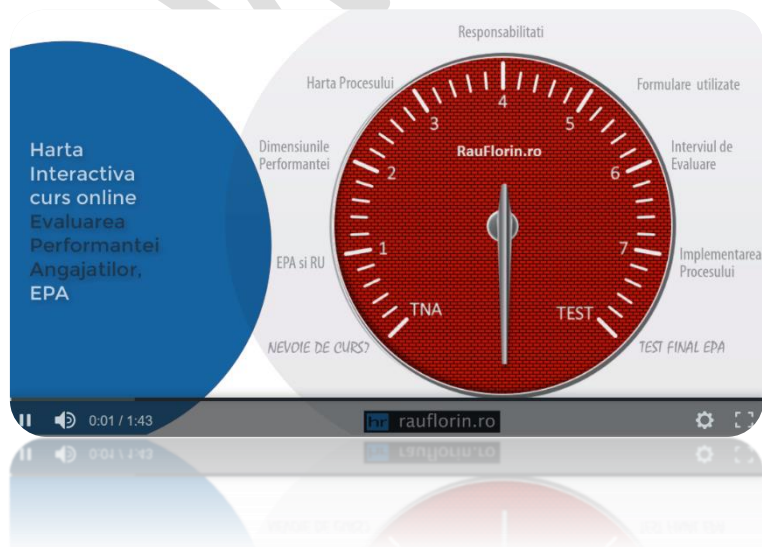 Harta
Interactiva
curs online
Evaluarea
Performantei
Angajatilor,
EPA
Responsabilitati
Harta Procesului
Formulare utilizate
Dimensiunile
Performantei
Interviul de
Evaluare
EPA si RU
Implementarea
Procesului
NEVOIE DE CURS?
TEST FINAL EPA
4
3
5
RauFlorin.ro
2
6
1
7
TNA
TEST
0:01 / 1:43
hr rauflorin.ro